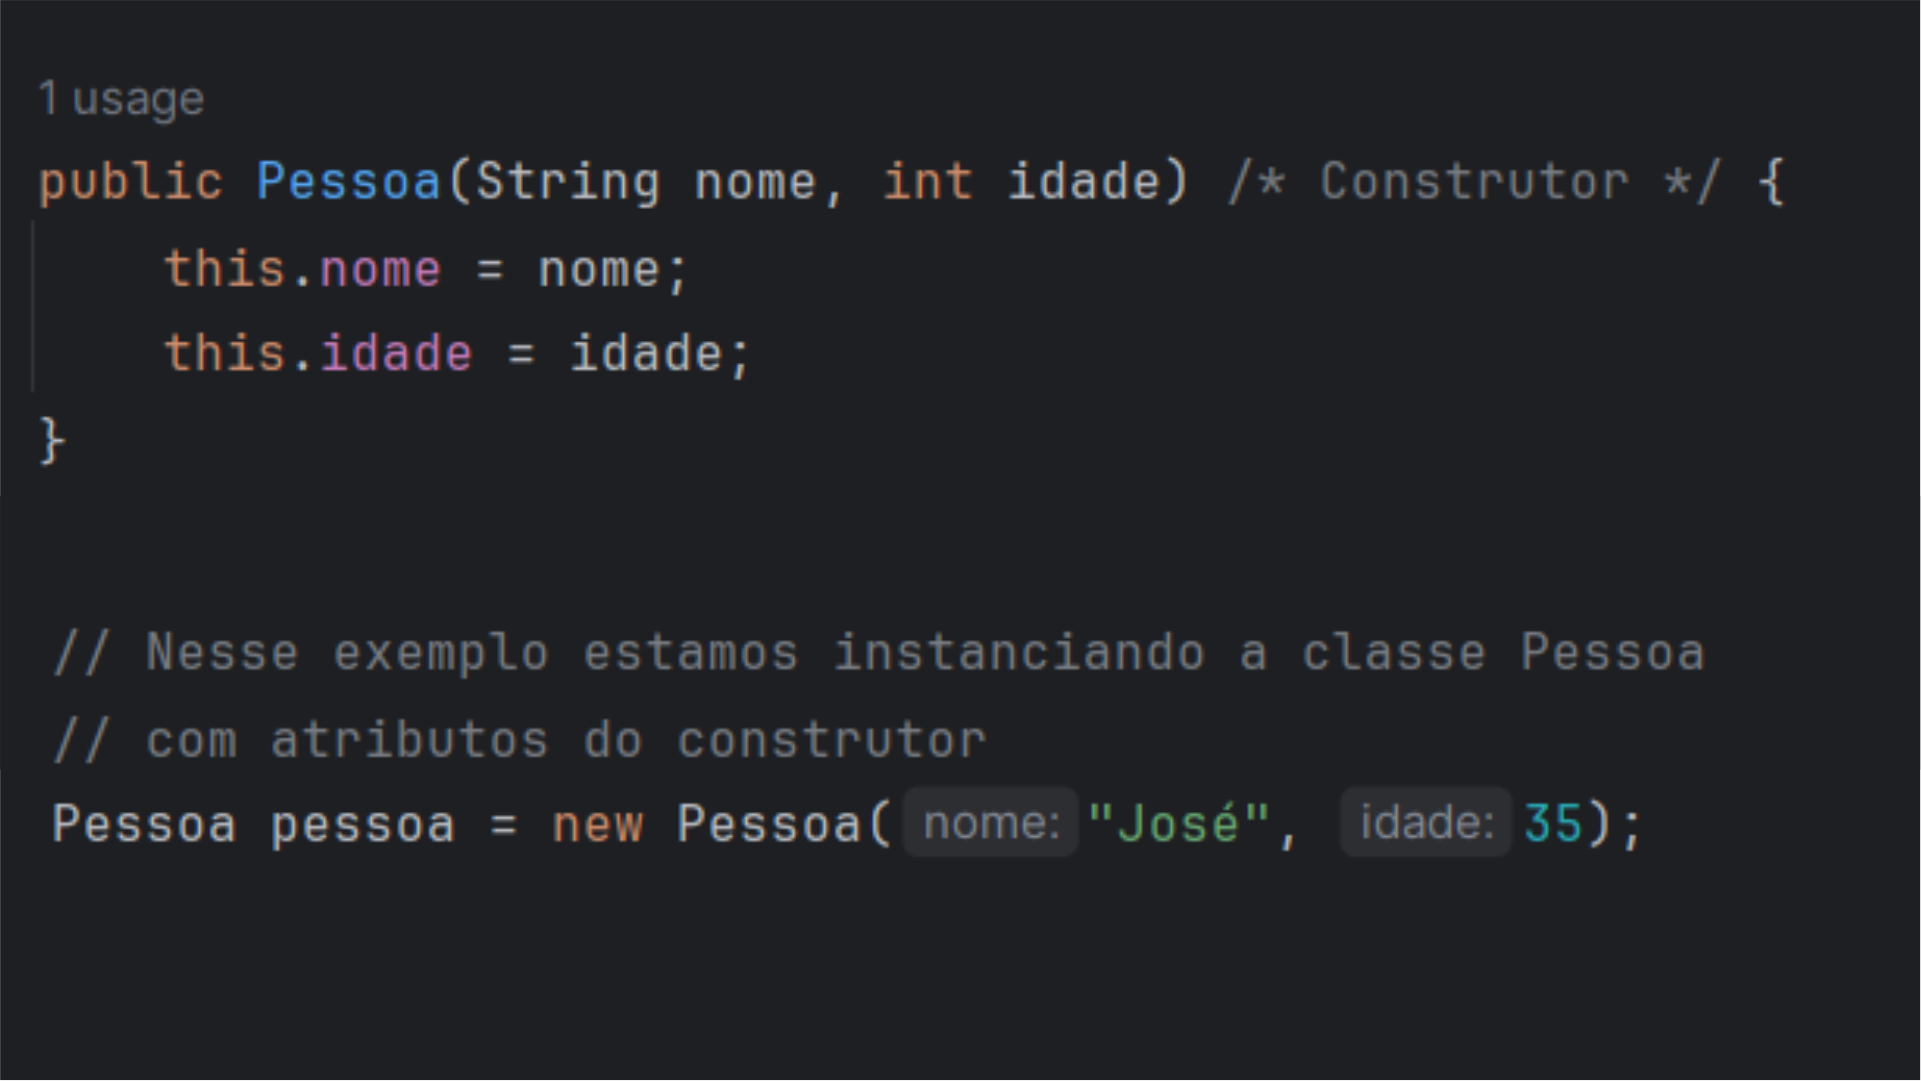 1 usage
public Pessoa(String nome, int idade) /* Construtor */ {
this.nome = nome;
this.idade = idade;
}
// Nesse exemplo estamos instanciando a classe Pessoa
// com atributos do construtor
Pessoa pessoa = new Pessoa( nome: "José", idade: 35);